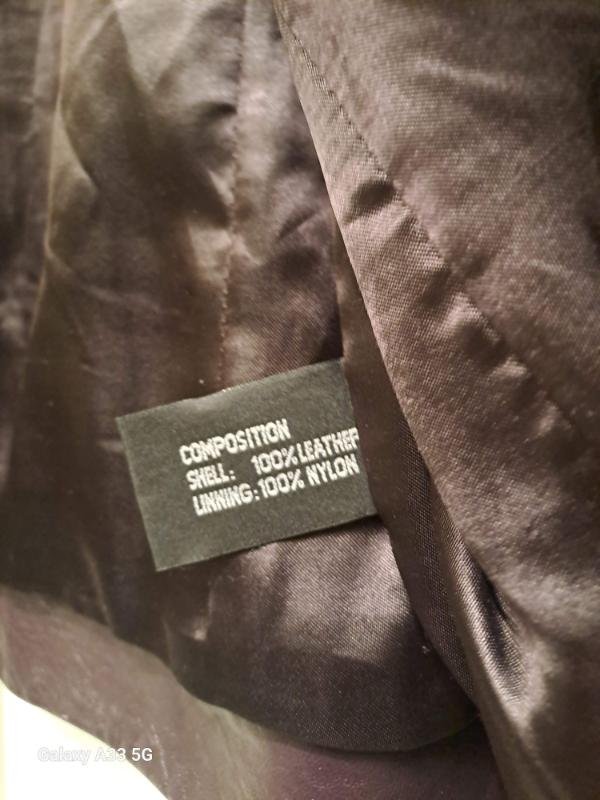 COMPOSITION
SHELL: 100% LEATHER
LINNING: 100% NYLON
Galaxy A33 5G